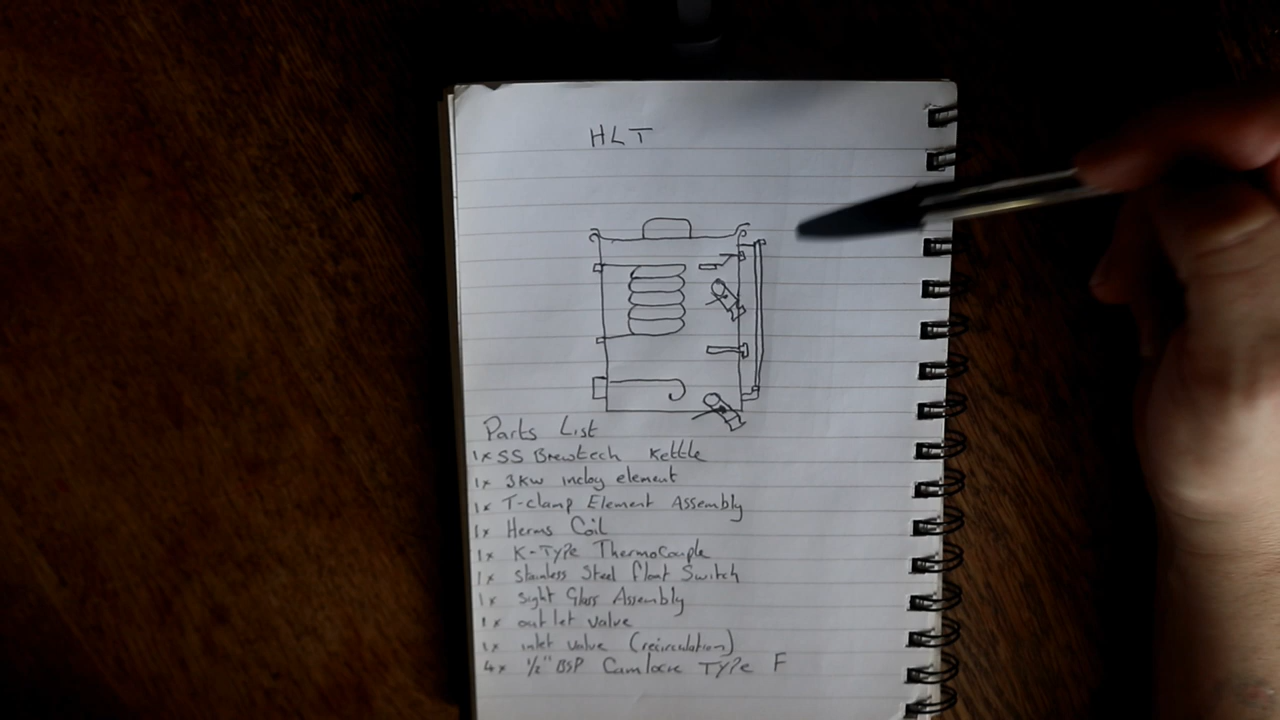 HLT
Parts List
1x SS Brewtech Kettle
1x 3kw incloy element
1x T-clamp Element Assembly
1x Herms Coil
1x K-Type Thermocouple
1x Stainless Steel float Switch
1x Sight Glass Assembly
1x outlet valve
1x inlet valve (recirculation)
4x 1/2" BSP Camlock TYPE F